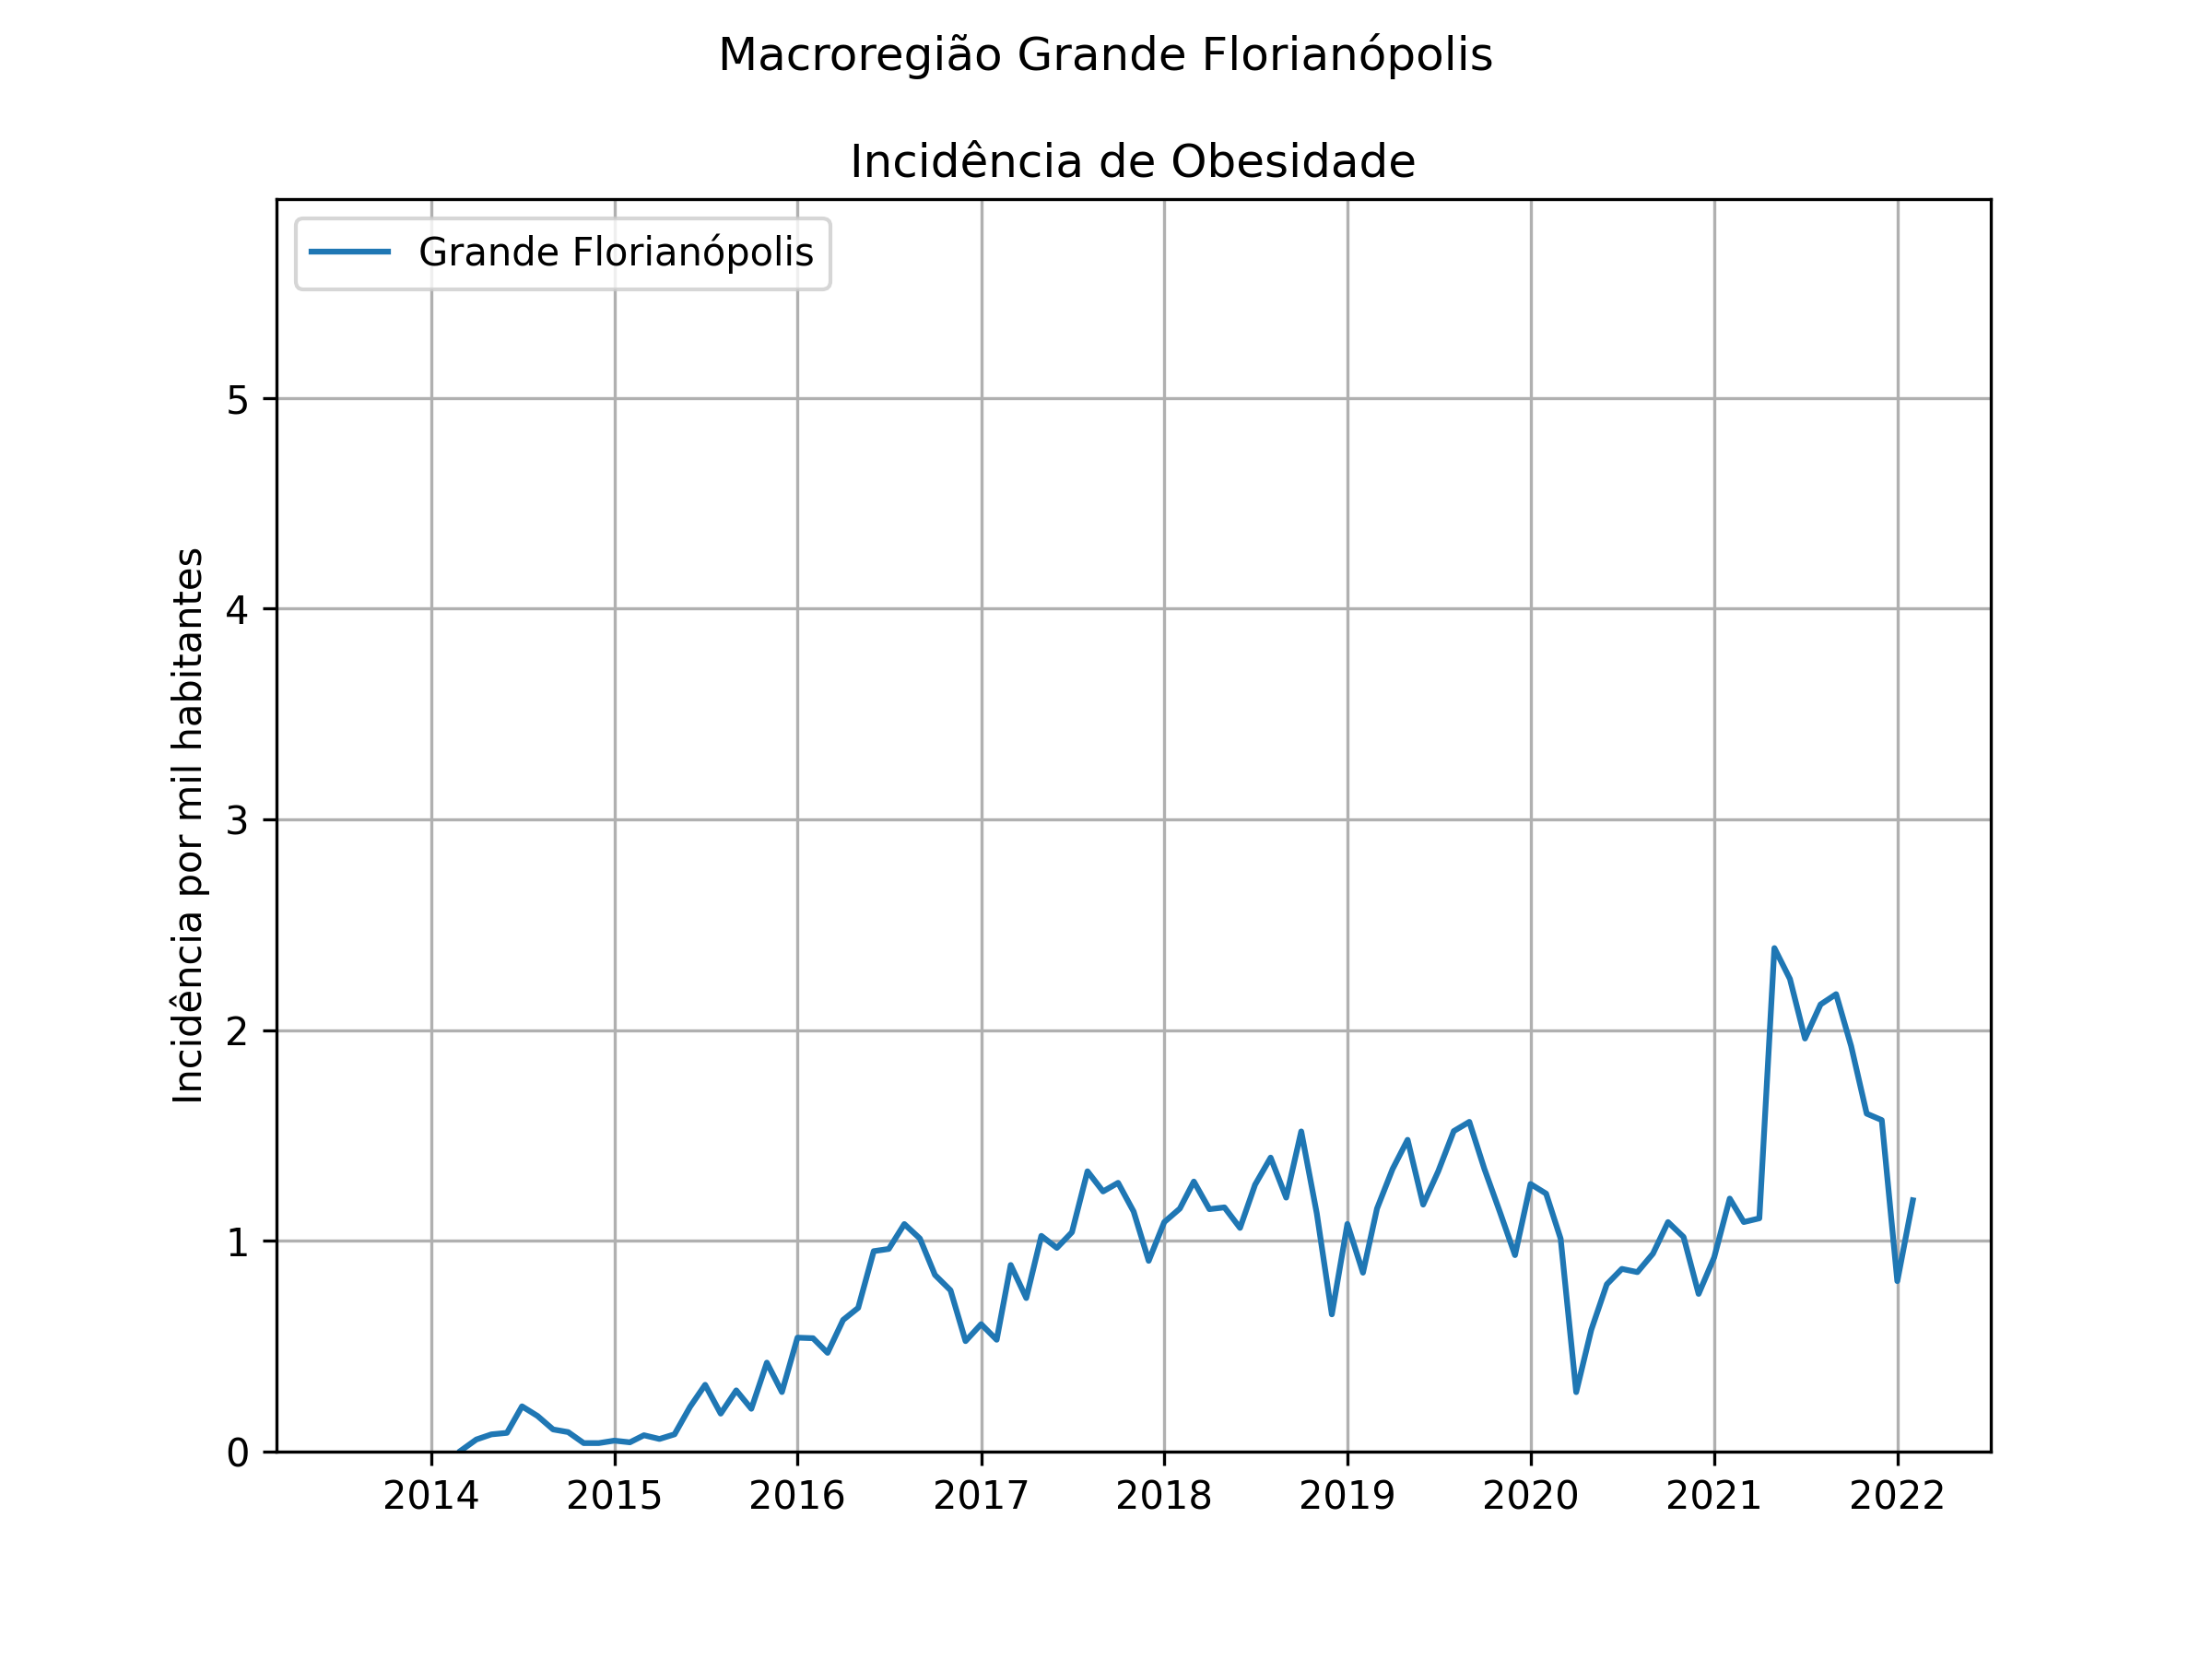 Macroregião Grande Florianópolis
Incidência de Obesidade
Grande Florianópolis
Incidência por mil habitantes
5
4
3
2
1
0
2014 2015 2016 2017 2018 2019 2020 2021 2022